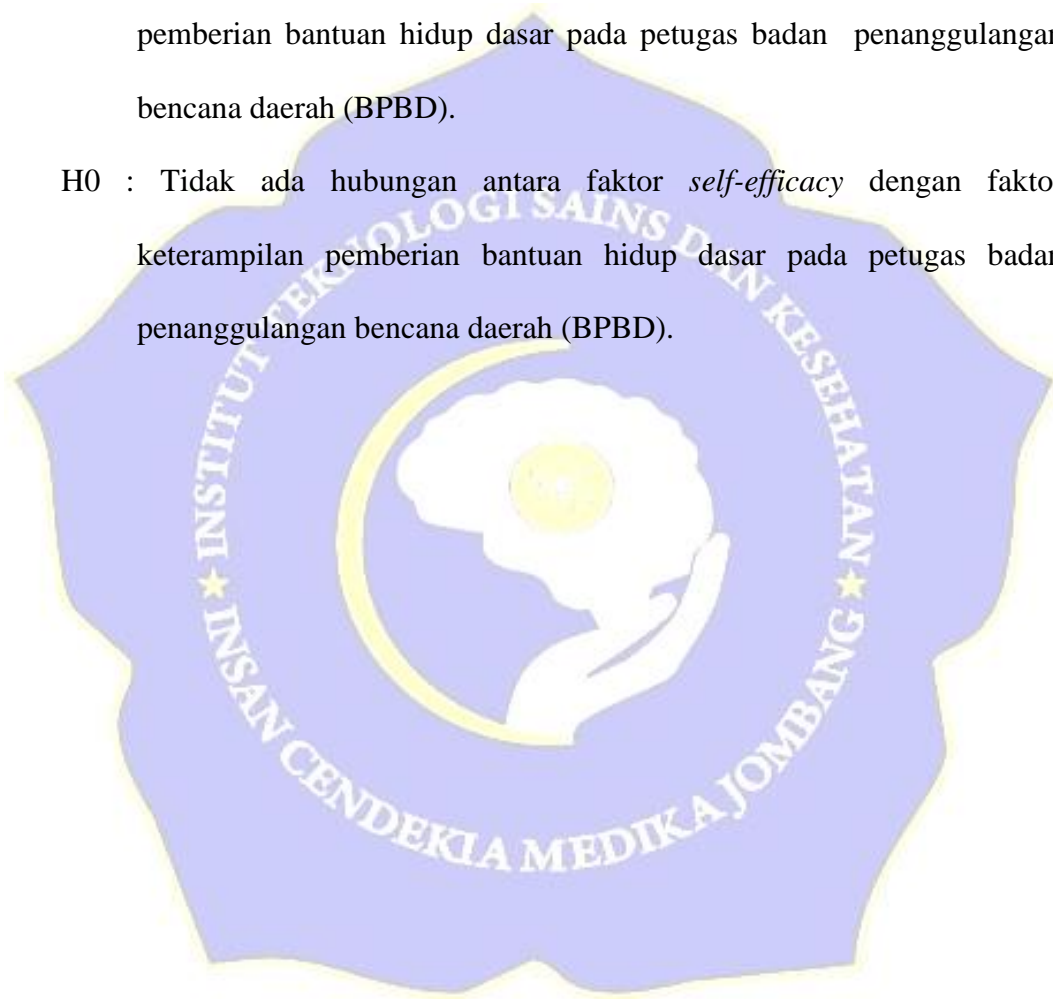 pemberian bantuan hidup dasar pada petugas badan penanggulangan
bencana daerah (BPBD).
H0 : Tidak ada hubungan antara faktor self-efficacy dengan fakto
keterampilan pemberian bantuan hidup dasar pada petugas badan
penanggulangan bencana daerah (BPBD).
INSTITUT TEKNOLOGI SAINS DAN KESEHATAN
INSAN CENDEKIA MEDIKA JOMBANG